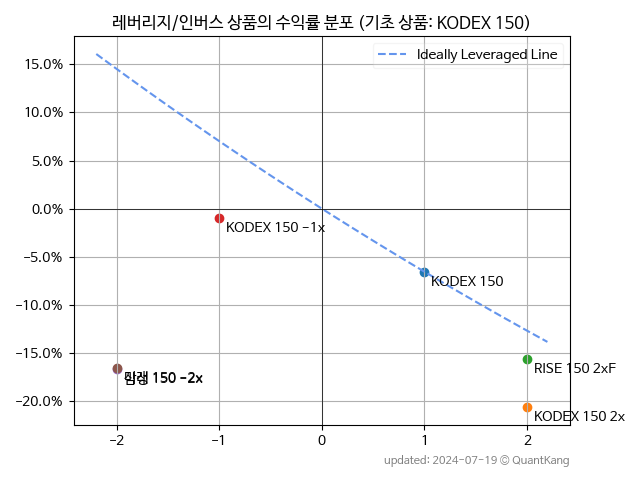 레버리지/인버스 상품의 수익률 분포 (기초 상품: KODEX 150)
Ideally Leveraged Line
15.0%
10.0%
5.0%
0.0%
−5.0%
−10.0%
−15.0%
−20.0%
KODEX 150 −1x
KODEX 150
150 −2x
RISE 150 2xF
KODEX 150 2x
−2
−1
0
1
2
updated: 2024-07-19 © QuantKang